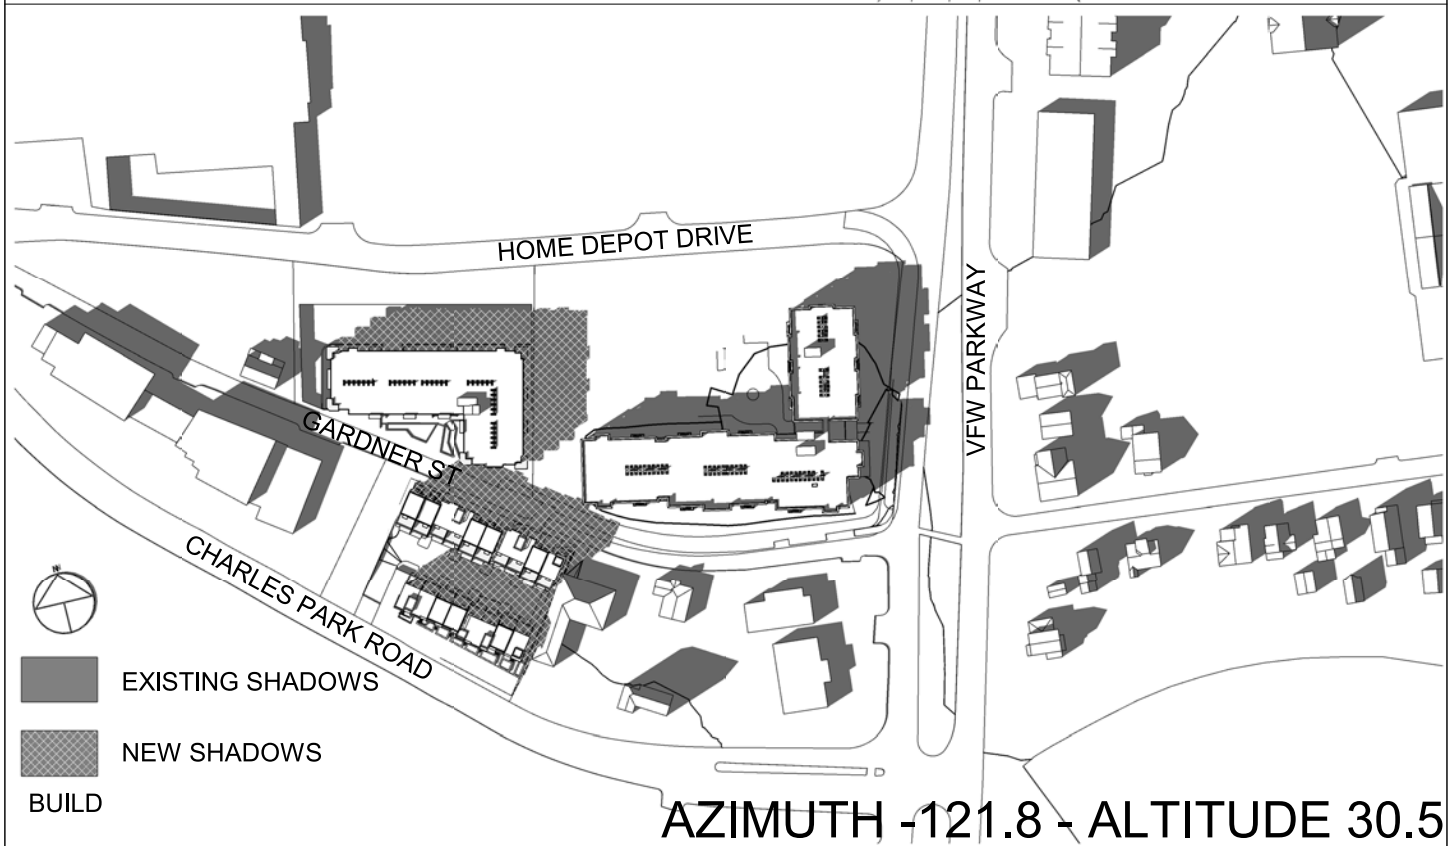 HOME DEPOT DRIVE
VFW PARKWAY
GARDNER ST
CHARLES PARK ROAD
N
EXISTING SHADOWS
NEW SHADOWS
BUILD
AZIMUTH -121.8 - ALTITUDE 30.5